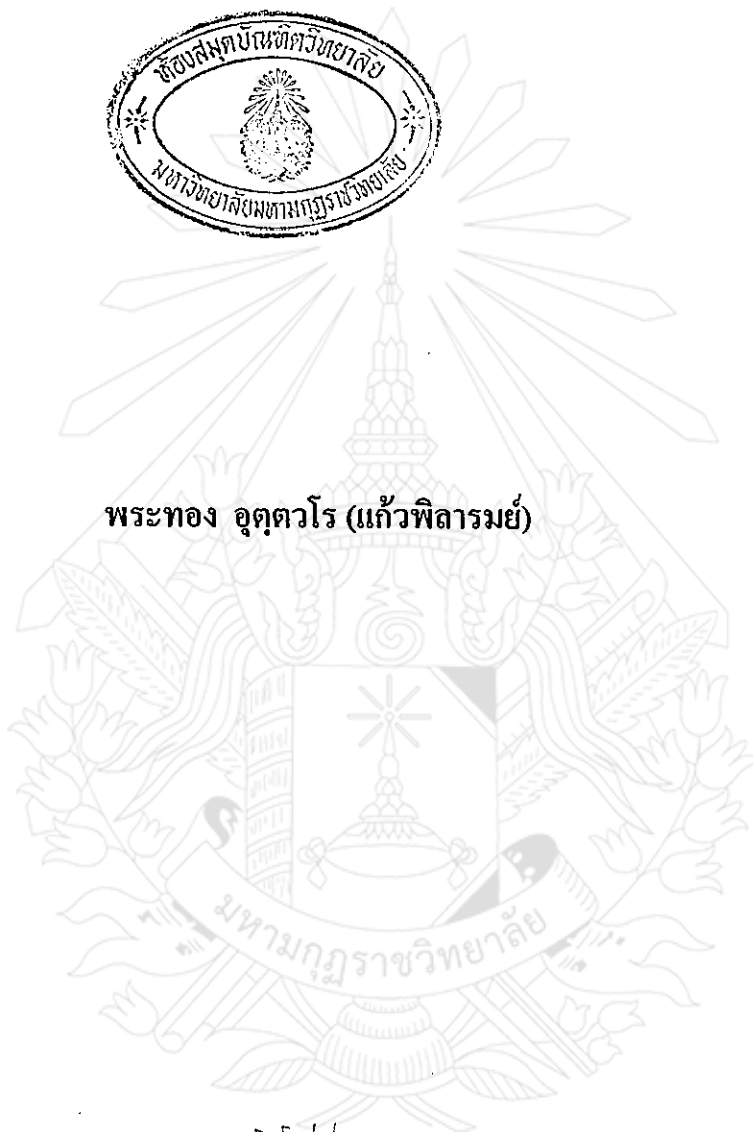 ห้องสมุดบัณฑิตวิทยาลัย
มหาวิทยาลัยมหามกุฏราชวิทยาลัย
พระทอง อุตฺตวโร (แก้วพิลารมย์)
มหามกุฏราชวิทยาลัย